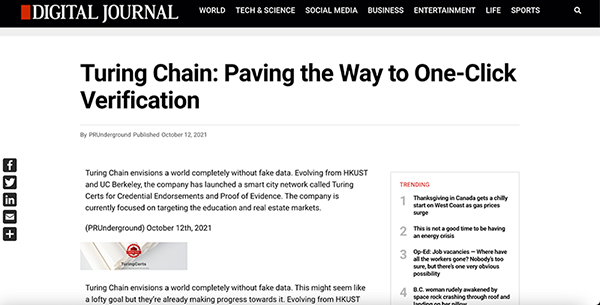 DIGITAL JOURNAL
WORLD TECH & SCIENCE SOCIAL MEDIA BUSINESS ENTERTAINMENT LIFE SPORTS
Turing Chain: Paving the Way to One-Click
Verification
By PRUnderground Published October 12, 2021
Turing Chain envisions a world completely without fake data. Evolving from HKUST
and UC Berkeley, the company has launched a smart city network called Turing
Certs for Credential Endorsements and Proof of Evidence. The company is
currently focused on targeting the education and real estate markets.
(PRUnderground) October 12th, 2021
TuringCerts
Turing Chain envisions a world completely without fake data. This might seem like
a lofty goal but they're already making progress towards it. Evolving from HKUST
TRENDING
1 Thanksgiving in Canada gets a chilly
start on West Coast as gas prices
surge
2 This is not a good time to be having
an energy crisis
3 Op-Ed: Job vacancies — Where have
all the workers gone? Nobody's too
sure, but there's one very obvious
possibility
4 B.C. woman rudely awakened by
space rock crashing through roof and
landing on her pillow